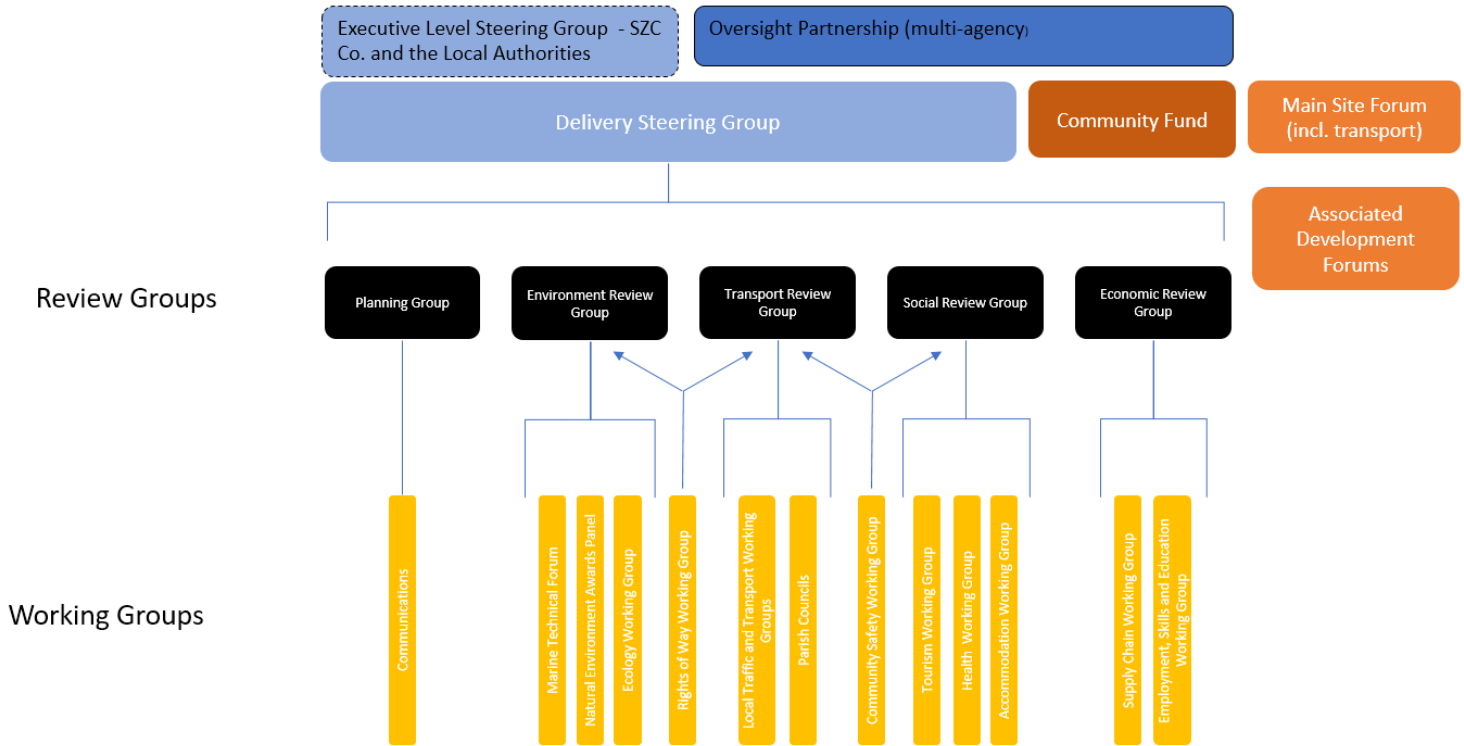 Executive Level Steering Group - SZC
Co. and the Local Authorities
Oversight Partnership (multi-agency)
Delivery Steering Group
Community Fund
Main Site Forum
(incl. transport)
Associated
Development
Forums
Review Groups
Planning Group
Environment Review
Group
Transport Review
Group
Social Review Group
Economic Review
Group
Working Groups
Communications
Marine Technical Forum
Natural Environment Awards Panel
Ecology Working Group
Rights of Way Working Group
Local Traffic and Transport Working
Groups
Parish Councils
Community Safety Working Group
Tourism Working Group
Health Working Group
Accommodation Working Group
Supply Chain Working Group
Employment, Skills and Education
Working Group